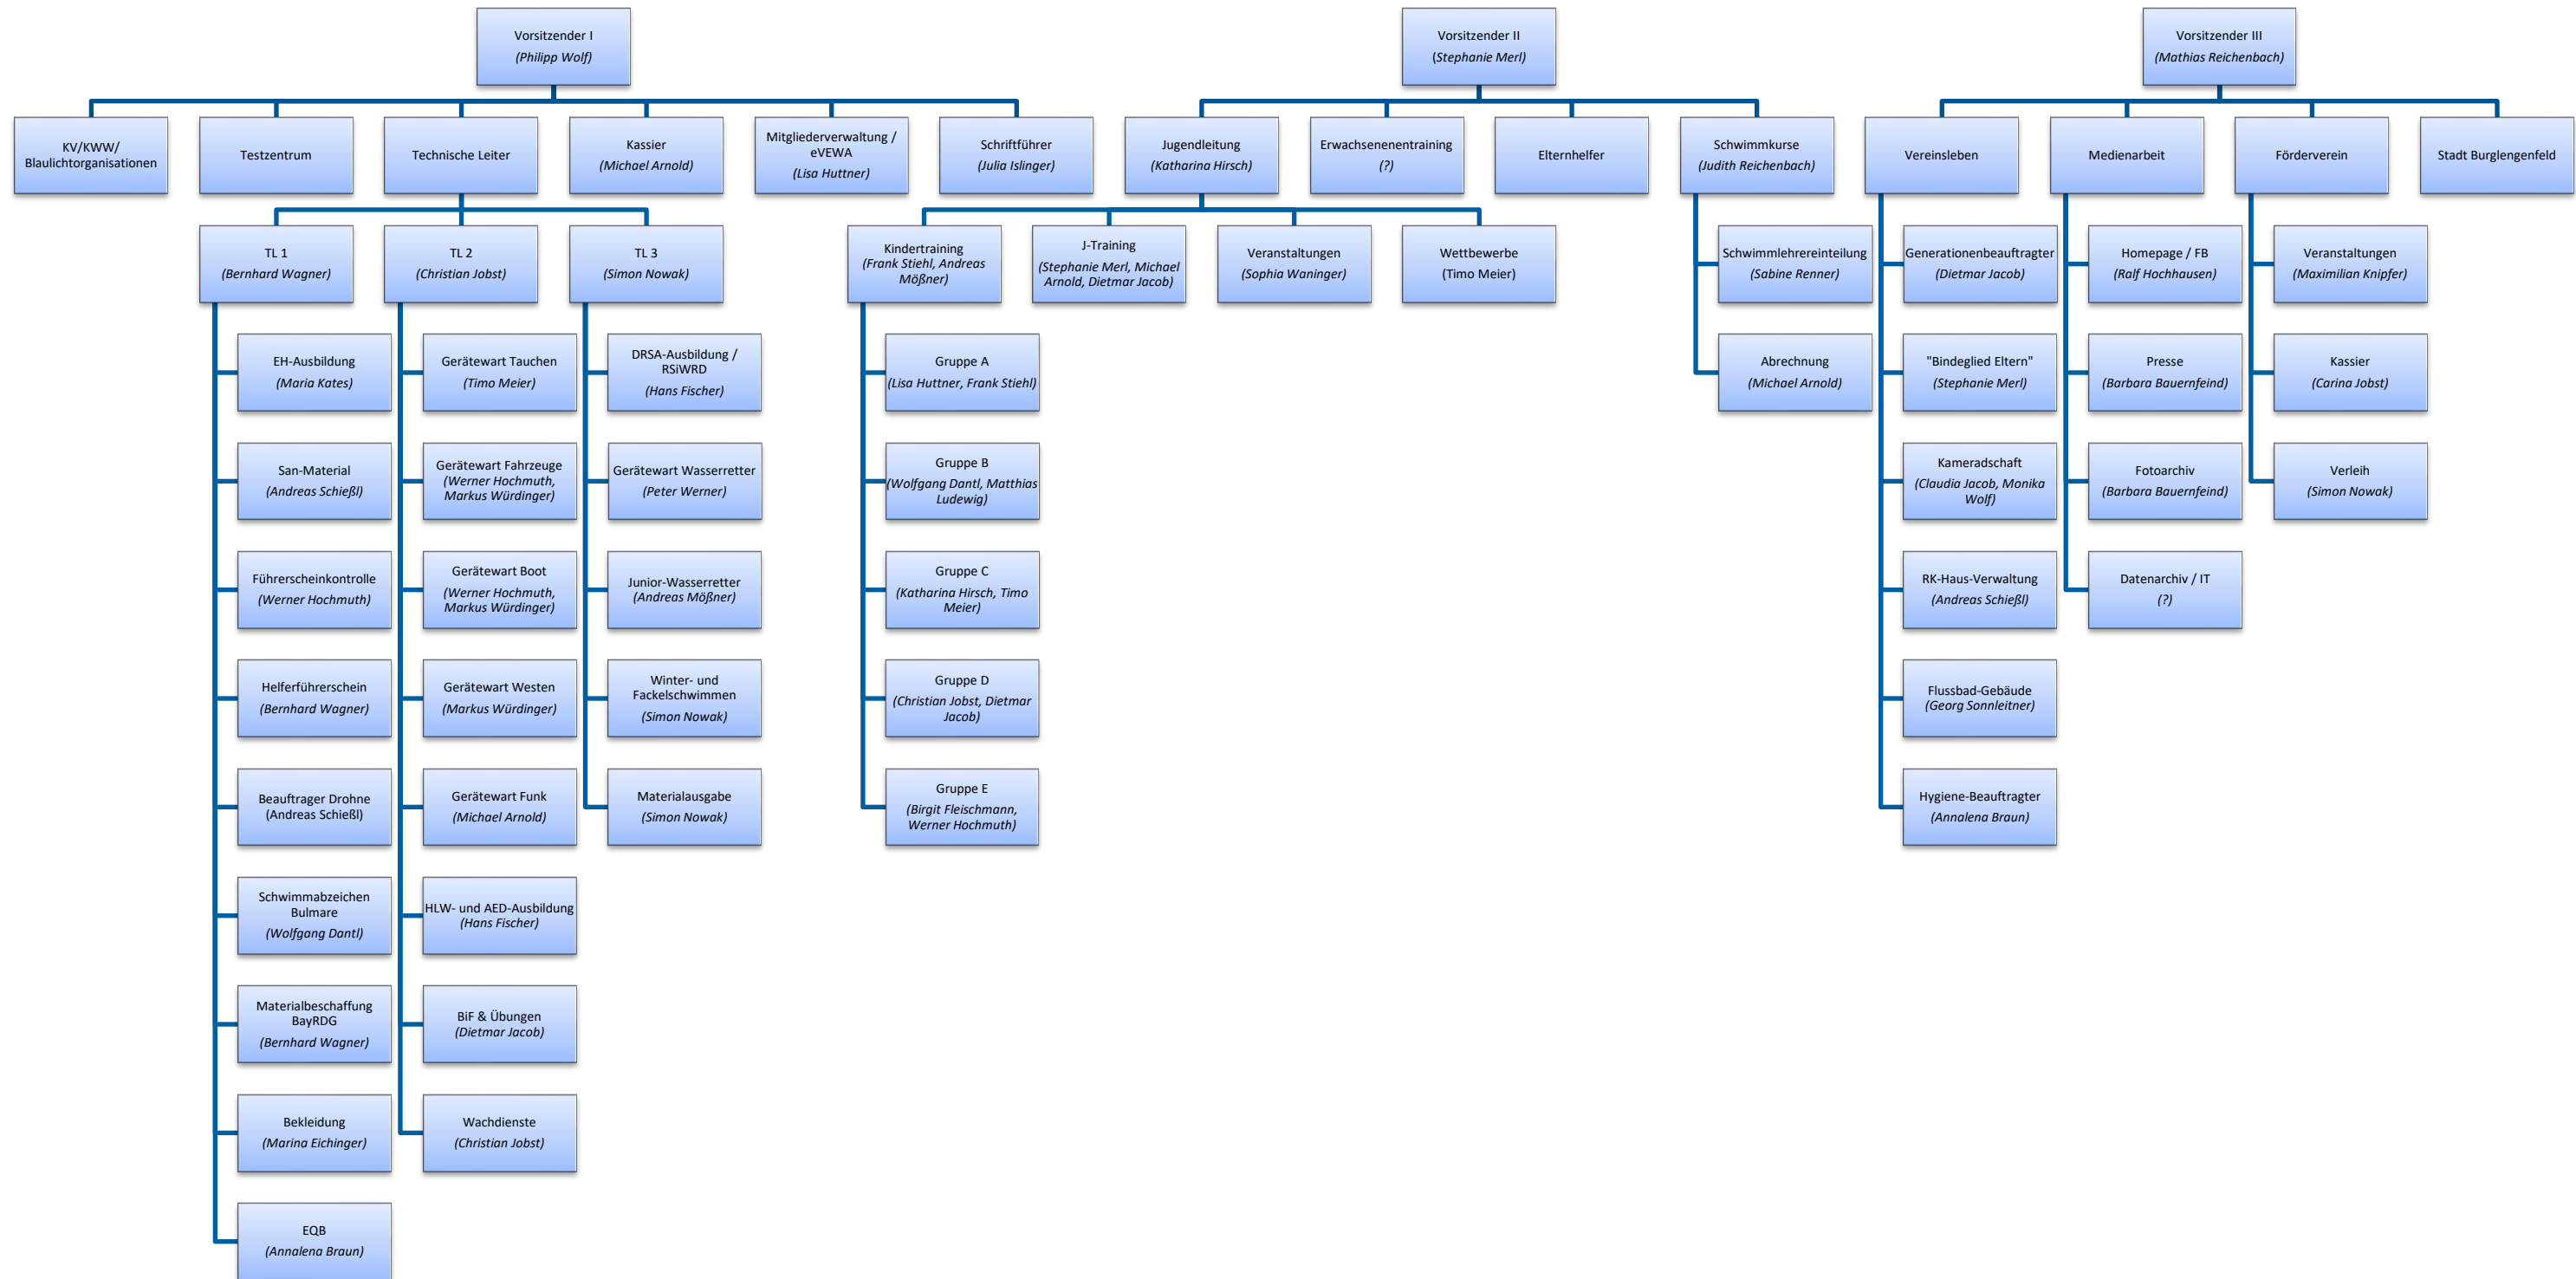 Vorsitzender I
(Philipp Wolf)
Vorsitzender II
(Stephanie Merl)
Vorsitzender III
(Mathias Reichenbach)
KV/KWW/
Blaulichtorganisationen
Testzentrum
Technische Leiter
Kassier
(Michael Arnold)
Mitgliederverwaltung /
eVEWA
(Lisa Huttner)
Schriftführer
(Julia Islinger)
Jugendleitung
(Katharina Hirsch)
Erwachsenenentraining
(?)
Elternhelfer
Schwimmkurse
(Judith Reichenbach)
Vereinsleben
Medienarbeit
Förderverein
Stadt Burglengenfeld
TL 1
(Bernhard Wagner)
TL 2
(Christian Jobst)
TL 3
(Simon Nowak)
Kindertraining
(Frank Stiehl, Andreas
Mößner)
J-Training
(Stephanie Merl, Michael
Arnold, Dietmar Jacob)
Veranstaltungen
(Sophia Waninger)
Wettbewerbe
(Timo Meier)
Schwimmlehrereinteilung
(Sabine Renner)
Generationenbeauftragter
(Dietmar Jacob)
Homepage / FB
(Ralf Hochhausen)
Veranstaltungen
(Maximilian Knipfer)
EH-Ausbildung
(Maria Kates)
Gerätewart Tauchen
(Timo Meier)
DRSA-Ausbildung /
RSiWRD
(Hans Fischer)
Gruppe A
(Lisa Huttner, Frank Stiehl)
Abrechnung
(Michael Arnold)
"Bindeglied Eltern"
(Stephanie Merl)
Presse
(Barbara Bauernfeind)
Kassier
(Carina Jobst)
San-Material
(Andreas Schießl)
Gerätewart Fahrzeuge
(Werner Hochmuth,
Markus Würdinger)
Gerätewart Wasserretter
(Peter Werner)
Gruppe B
(Wolfgang Dantl, Matthias
Ludewig)
Kameradschaft
(Claudia Jacob, Monika
Wolf)
Fotoarchiv
(Barbara Bauernfeind)
Verleih
(Simon Nowak)
Führerscheinkontrolle
(Werner Hochmuth)
Gerätewart Boot
(Werner Hochmuth,
Markus Würdinger)
Junior-Wasserretter
(Andreas Mößner)
Gruppe C
(Katharina Hirsch, Timo
Meier)
RK-Haus-Verwaltung
(Andreas Schießl)
Datenarchiv / IT
(?)
Helferführerschein
(Bernhard Wagner)
Gerätewart Westen
(Markus Würdinger)
Winter- und
Fackelschwimmen
(Simon Nowak)
Gruppe D
(Christian Jobst, Dietmar
Jacob)
Flussbad-Gebäude
(Georg Sonnleitner)
Beauftrager Drohne
(Andreas Schießl)
Gerätewart Funk
(Michael Arnold)
Materialausgabe
(Simon Nowak)
Gruppe E
(Birgit Fleischmann,
Werner Hochmuth)
Hygiene-Beauftragter
(Annalena Braun)
Schwimmabzeichen
Bulmare
(Wolfgang Dantl)
HLW- und AED-Ausbildung
(Hans Fischer)
Materialbeschaffung
BayRDG
(Bernhard Wagner)
BiF & Übungen
(Dietmar Jacob)
Bekleidung
(Marina Eichinger)
Wachdienste
(Christian Jobst)
EQB
(Annalena Braun)